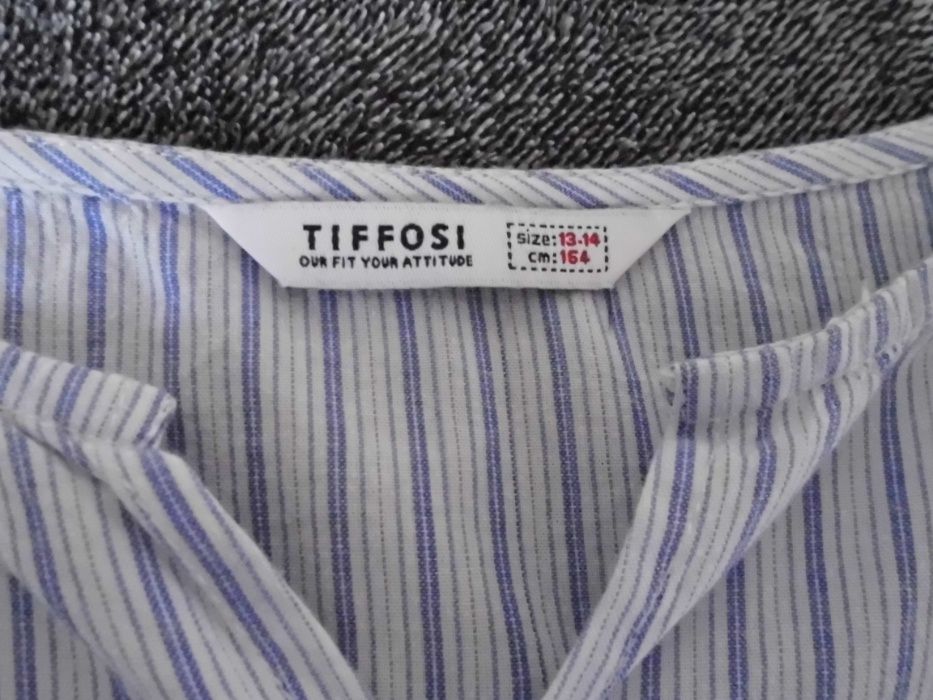 TIFFOSI
OUR FIT YOUR ATTITUDE
size:13-14
cm:164